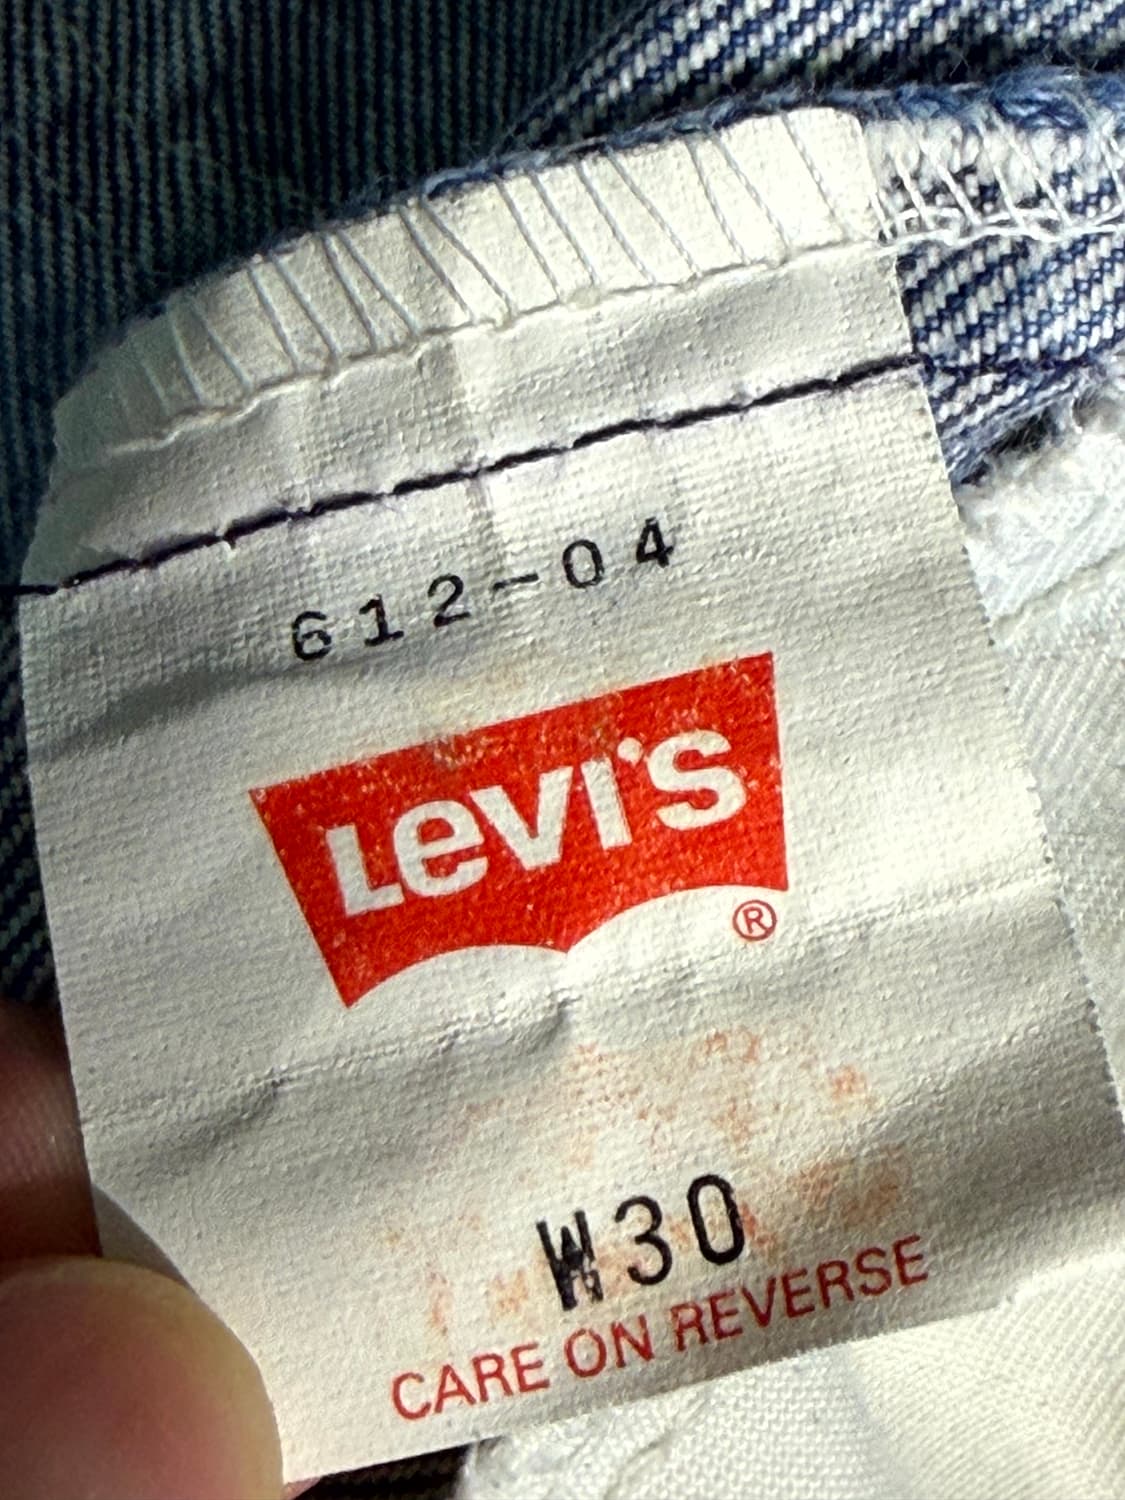 612-04
Levi's
®
W30
CARE ON REVERSE